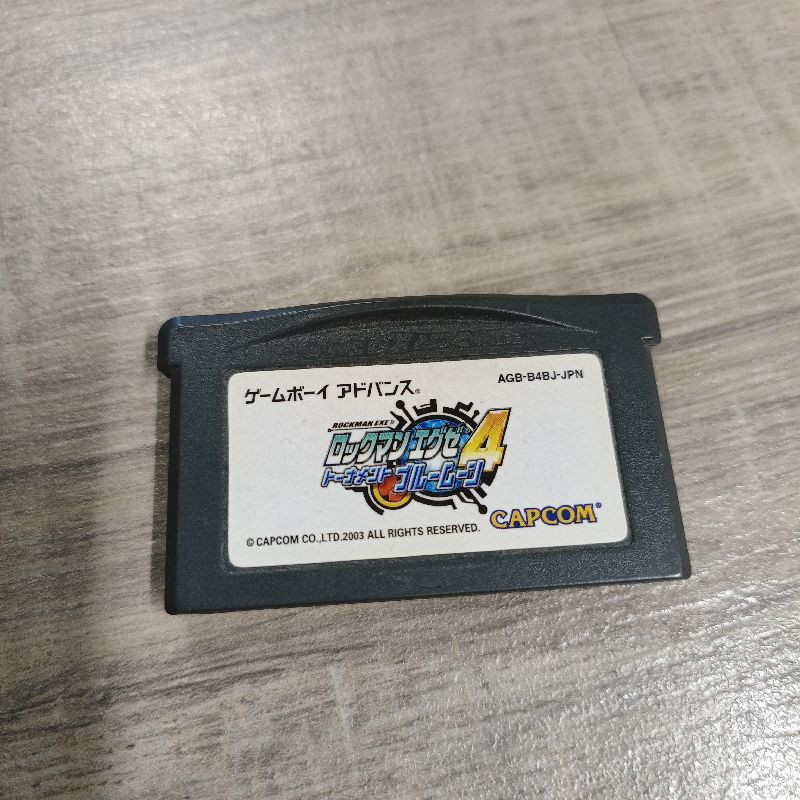 ゲームボーイ アドバンス®
AGB-B4BJ-JPN
ROCKMAN EXE 4
ロックマン エグゼ 4
トーナメント ブルームーン
CAPCOM®
© CAPCOM CO.,LTD.2003 ALL RIGHTS RESERVED.